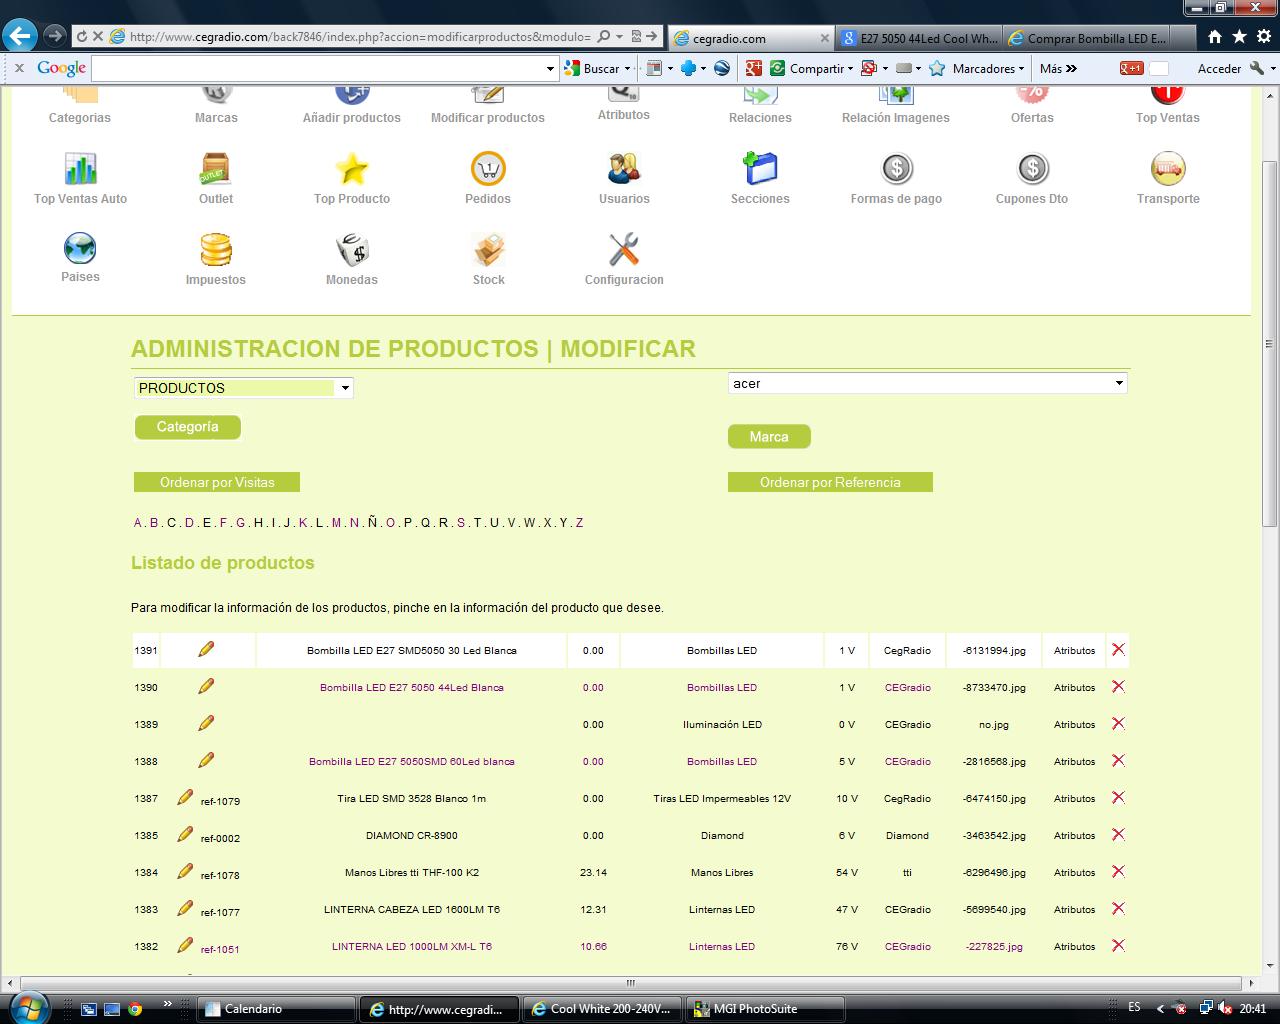 http://www.cegradio.com/back7846/index.php?accion=modificarproductos&modulo=
cegradio.com
E27 5050 44Led Cool Wh...
Comprar Bombilla LED E...
x Google Buscar Compartir Marcadores Más » +1 Acceder
Categorias Marcas Añadir productos Modificar productos Atributos Relaciones Relación Imagenes Ofertas Top Ventas
Top Ventas Auto Outlet Top Producto Pedidos Usuarios Secciones Formas de pago Cupones Dto Transporte
Paises Impuestos Monedas Stock Configuracion
ADMINISTRACION DE PRODUCTOS | MODIFICAR
PRODUCTOS acer
Categoría Marca
Ordenar por Visitas Ordenar por Referencia
A . B . C . D . E . F . G . H . I . J . K . L . M . N . Ñ . O . P . Q . R . S . T . U . V . W . X . Y . Z
Listado de productos
Para modificar la información de los productos, pinche en la información del producto que desee.
1391 Bombilla LED E27 SMD5050 30 Led Blanca 0.00 Bombillas LED 1 V CegRadio -6131994.jpg Atributos
1390 Bombilla LED E27 5050 44Led Blanca 0.00 Bombillas LED 1 V CEGradio -8733470.jpg Atributos
1389 0.00 Iluminación LED 0 V CEGradio no.jpg Atributos
1388 Bombilla LED E27 5050SMD 60Led blanca 0.00 Bombillas LED 5 V CEGradio -2816568.jpg Atributos
1387 ref-1079 Tira LED SMD 3528 Blanco 1m 0.00 Tiras LED Impermeables 12V 10 V CegRadio -6474150.jpg Atributos
1385 ref-0002 DIAMOND CR-8900 0.00 Diamond 6 V Diamond -3463542.jpg Atributos
1384 ref-1078 Manos Libres tti THF-100 K2 23.14 Manos Libres 54 V tti -6296496.jpg Atributos
1383 ref-1077 LINTERNA CABEZA LED 1600LM T6 12.31 Linternas LED 47 V CEGradio -5699540.jpg Atributos
1382 ref-1051 LINTERNA LED 1000LM XM-L T6 10.66 Linternas LED 76 V CEGradio -227825.jpg Atributos
» Calendario http://www.cegradi... Cool White 200-240V... MGI PhotoSuite ES 20:41